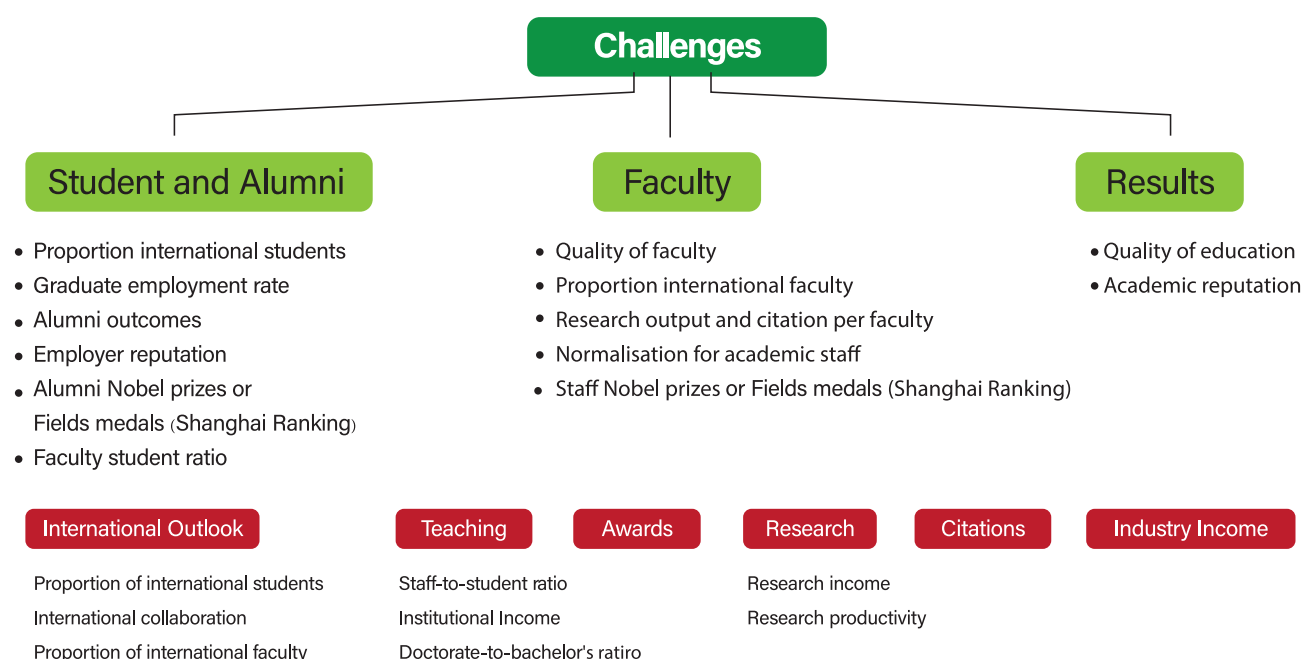 Challenges
Student and Alumni
• Proportion international students
• Graduate employment rate
• Alumni outcomes
• Employer reputation
• Alumni Nobel prizes or
Fields medals (Shanghai Ranking)
• Faculty student ratio
Faculty
• Quality of faculty
• Proportion international faculty
• Research output and citation per faculty
• Normalisation for academic staff
• Staff Nobel prizes or Fields medals (Shanghai Ranking)
Results
• Quality of education
• Academic reputation
International Outlook
Proportion of international students
International collaboration
Proportion of international faculty
Teaching
Staff-to-student ratio
Institutional Income
Doctorate-to-bachelor's ratiro
Awards
Research
Research income
Research productivity
Citations
Industry Income